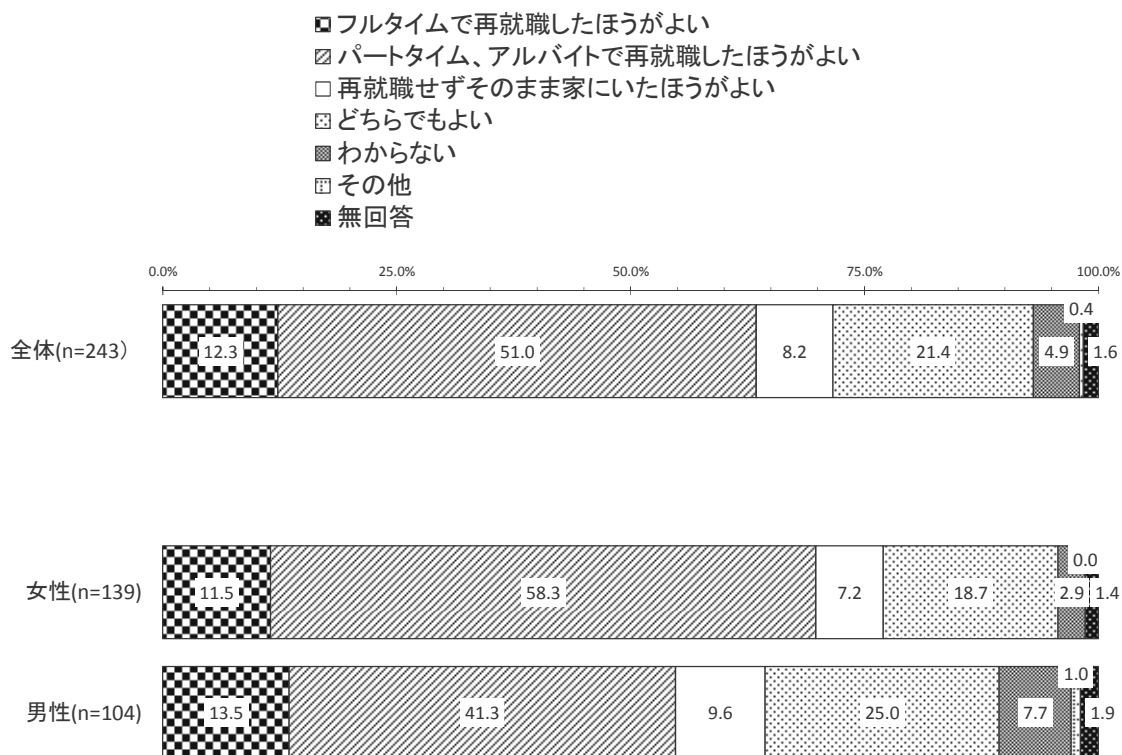 フルタイムで再就職したほうがよい
パートタイム、アルバイトで再就職したほうがよい
再就職せずそのまま家にいたほうがよい
どちらでもよい
わからない
その他
無回答
0.0% 25.0% 50.0% 75.0% 100.0%
0.4
全体(n=243) 12.3 51.0 8.2 21.4 4.9 1.6
0.0
女性(n=139) 11.5 58.3 7.2 18.7 2.9 1.4
1.0
男性(n=104) 13.5 41.3 9.6 25.0 7.7 1.9